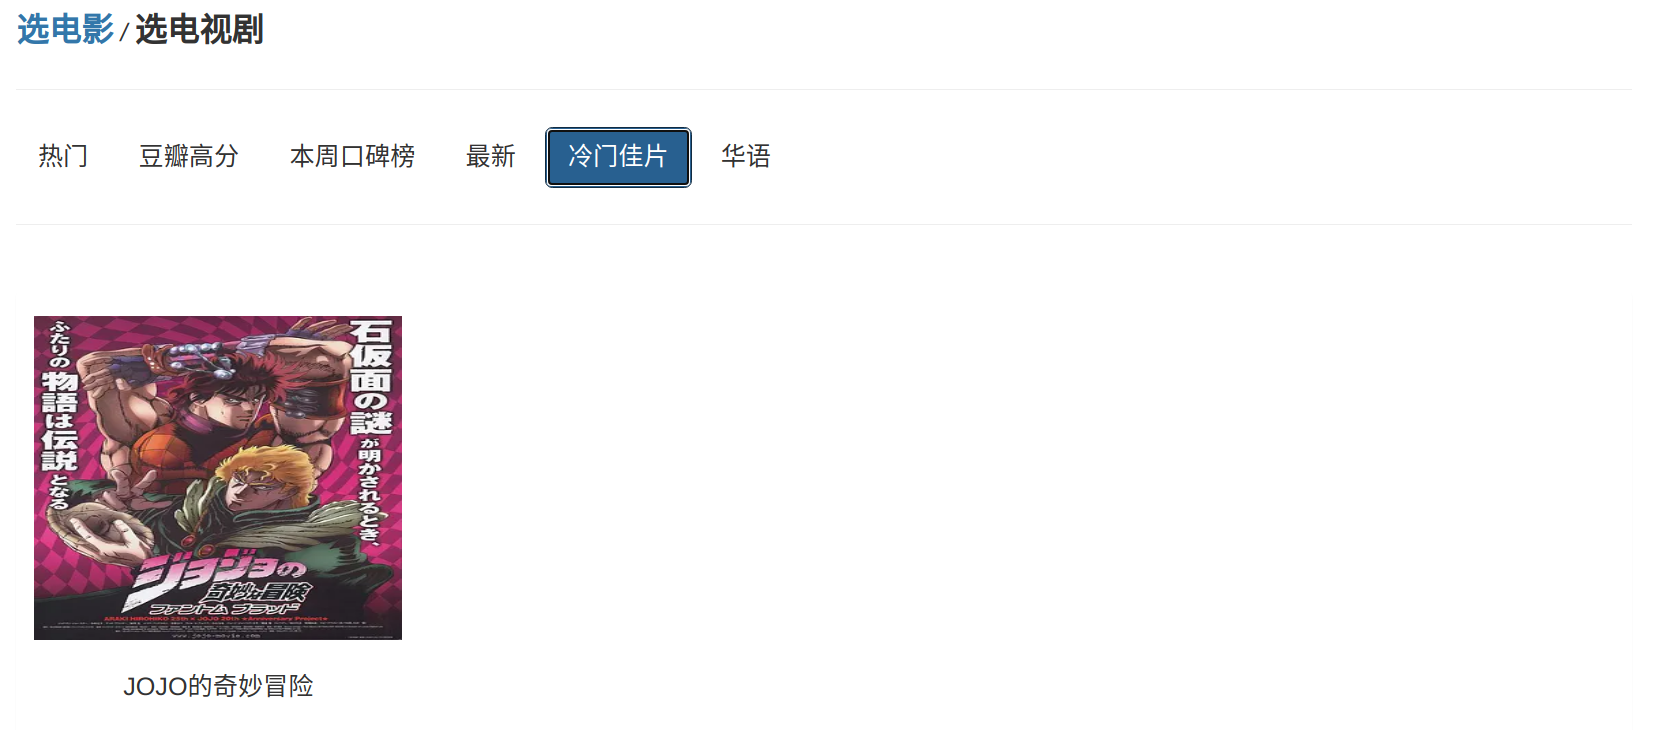 选电影 / 选电视剧
热门 豆瓣高分 本周口碑榜 最新 冷门佳片 华语
石仮面の謎が明かされるとき、
ふたりの物語は伝説となる
ジョジョの
奇妙な冒険
ファントム ブラッド
ARAKI HIROHIKO 25th x JOJO 20th ★Anniversary Project★
www.jojo-movie.com
JOJO的奇妙冒险